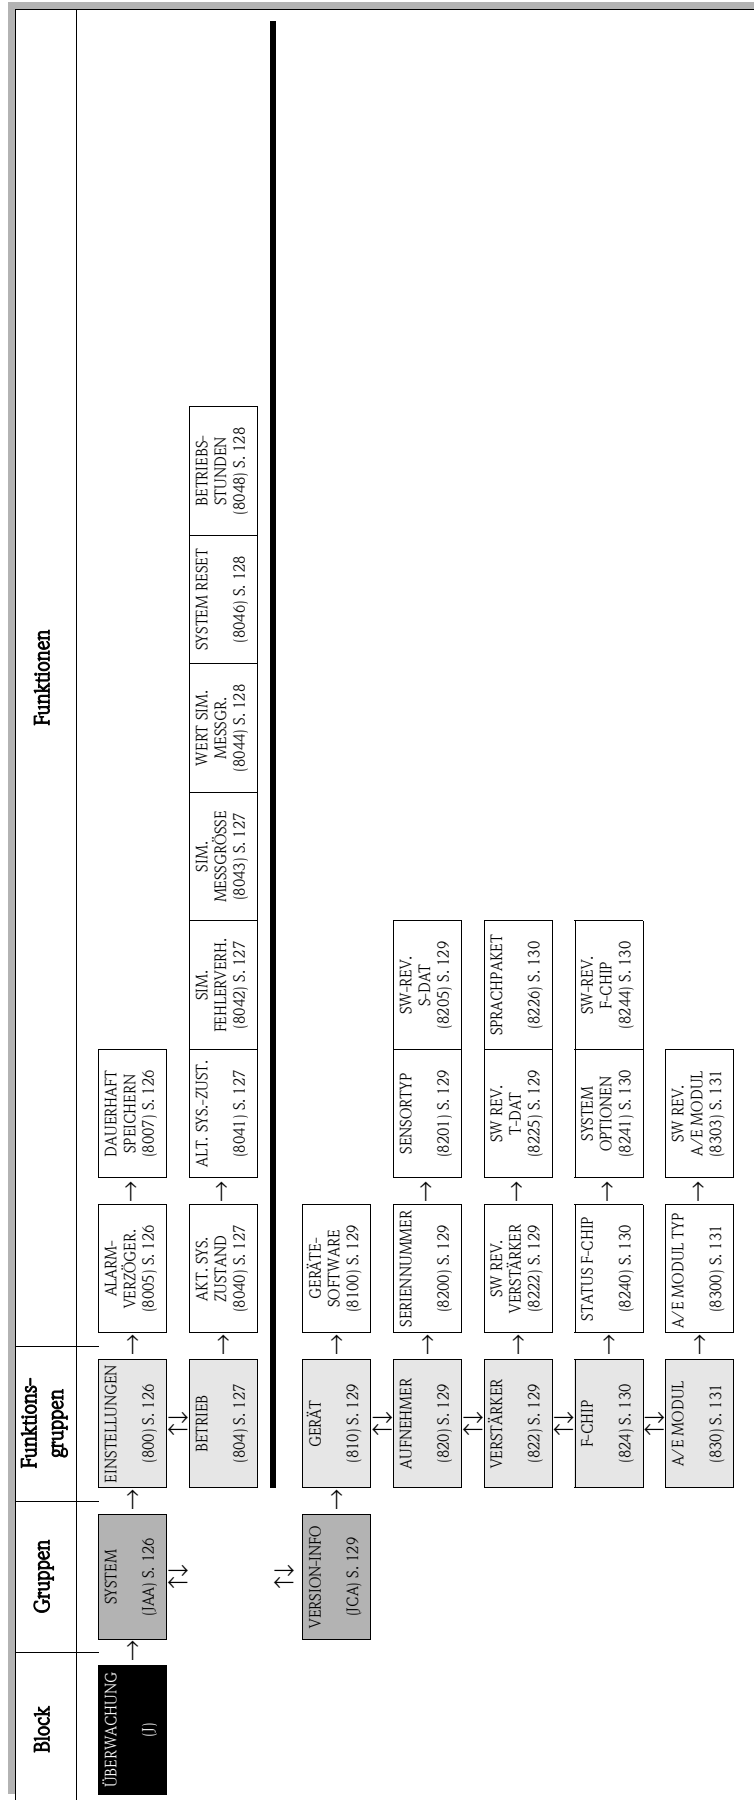 Block
Gruppen
Funktions-
gruppen
Funktionen
ÜBERWACHUNG
(J)
SYSTEM
(JAA) S. 126
EINSTELLUNGEN
(800) S. 126
ALARM-
VERZÖGER.
(8005) S. 126
DAUERHAFT
SPEICHERN
(8007) S. 126
BETRIEB
(804) S. 127
AKT. SYS.
ZUSTAND
(8040) S. 127
ALT. SYS.-ZUST.
(8041) S. 127
SIM.
FEHLERVERH.
(8042) S. 127
SIM.
MESSGRÖSSE
(8043) S. 127
WERT SIM.
MESSGR.
(8044) S. 128
SYSTEM RESET
(8046) S. 128
BETRIEBS-
STUNDEN
(8048) S. 128
VERSION-INFO
(JCA) S. 129
GERÄT
(810) S. 129
GERÄTE-
SOFTWARE
(8100) S. 129
AUFNEHMER
(820) S. 129
SERIENNUMMER
(8200) S. 129
SENSORTYP
(8201) S. 129
SW-REV.
S-DAT
(8205) S. 129
VERSTÄRKER
(822) S. 129
SW REV.
VERSTÄRKER
(8222) S. 129
SW REV.
T-DAT
(8225) S. 129
SPRACHPAKET
(8226) S. 130
F-CHIP
(824) S. 130
STATUS F-CHIP
(8240) S. 130
SYSTEM
OPTIONEN
(8241) S. 130
SW-REV.
F-CHIP
(8244) S. 130
A/E MODUL
(830) S. 131
A/E MODUL TYP
(8300) S. 131
SW REV.
A/E MODUL
(8303) S. 131